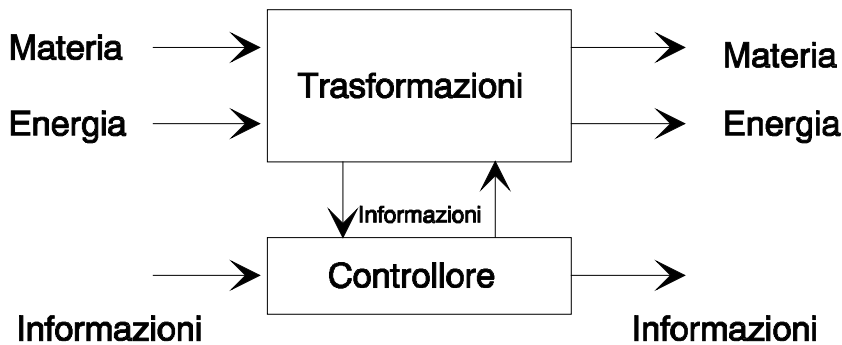 Materia
Trasformazioni
Materia
Energia
Energia
Informazioni
Controllore
Informazioni
Informazioni